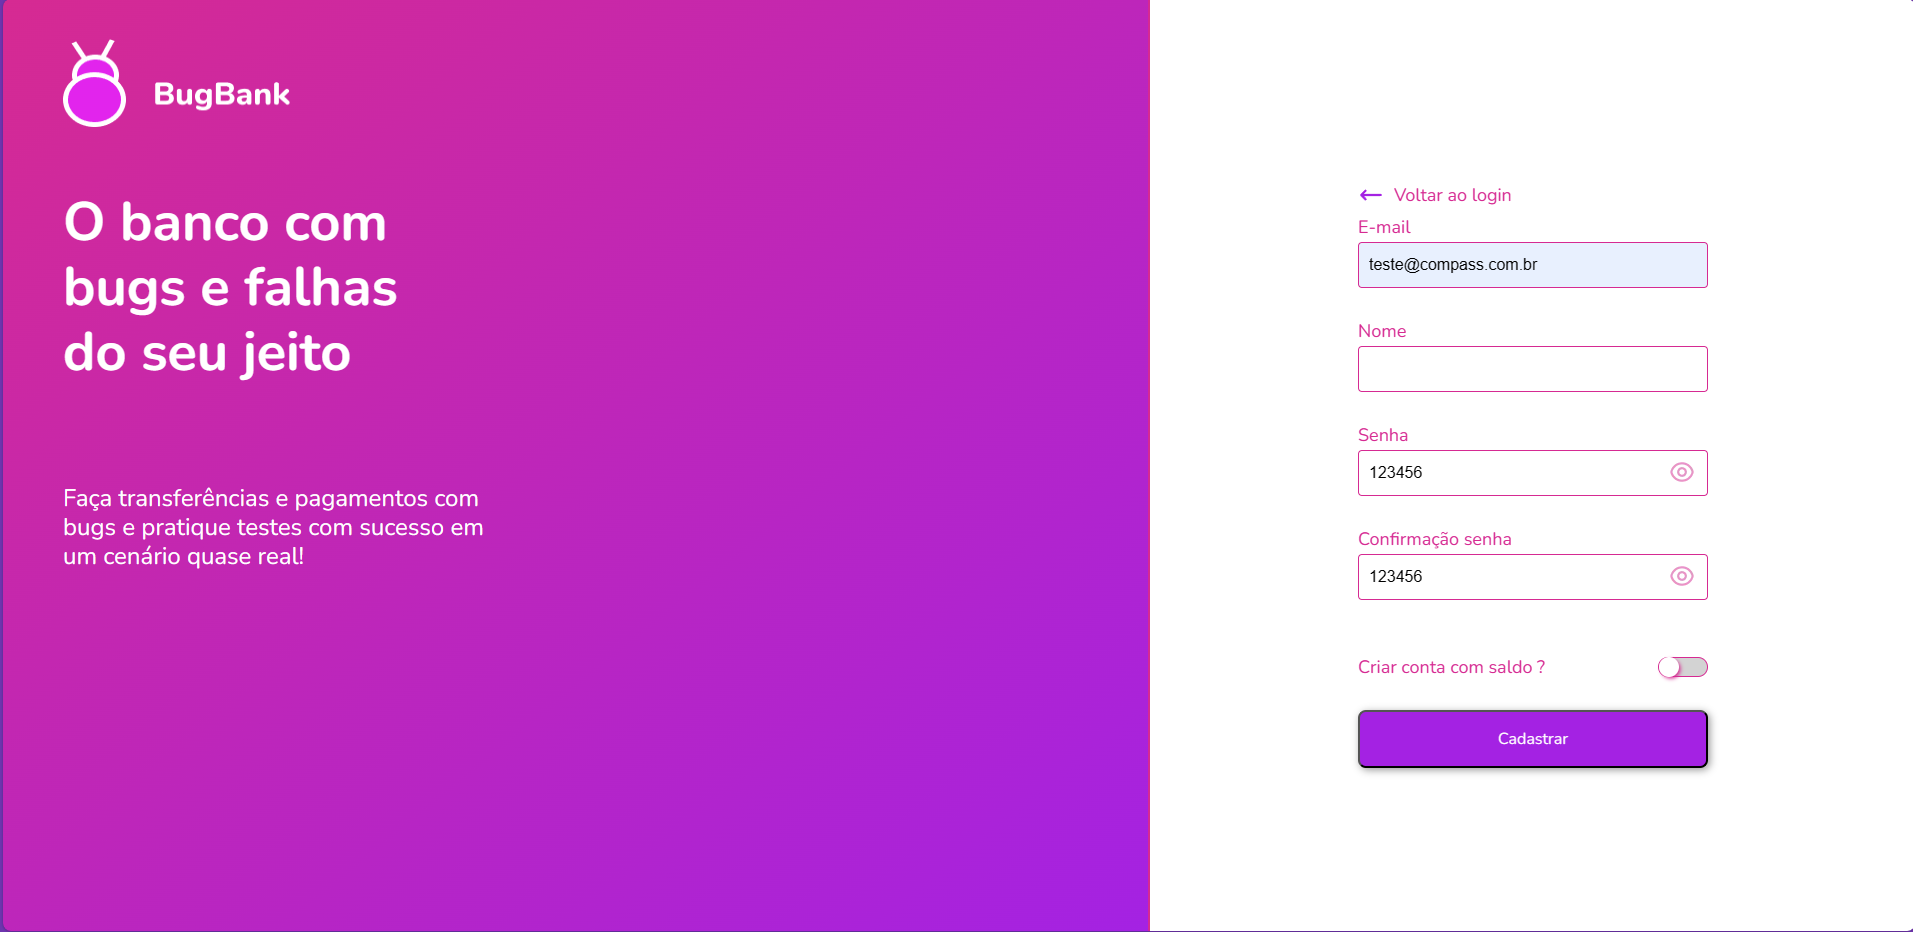 BugBank
O banco com
bugs e falhas
do seu jeito
Faça transferências e pagamentos com
bugs e pratique testes com sucesso em
um cenário quase real!
Voltar ao login
E-mail
teste@compass.com.br
Nome
Senha
123456
Confirmação senha
123456
Criar conta com saldo ?
Cadastrar